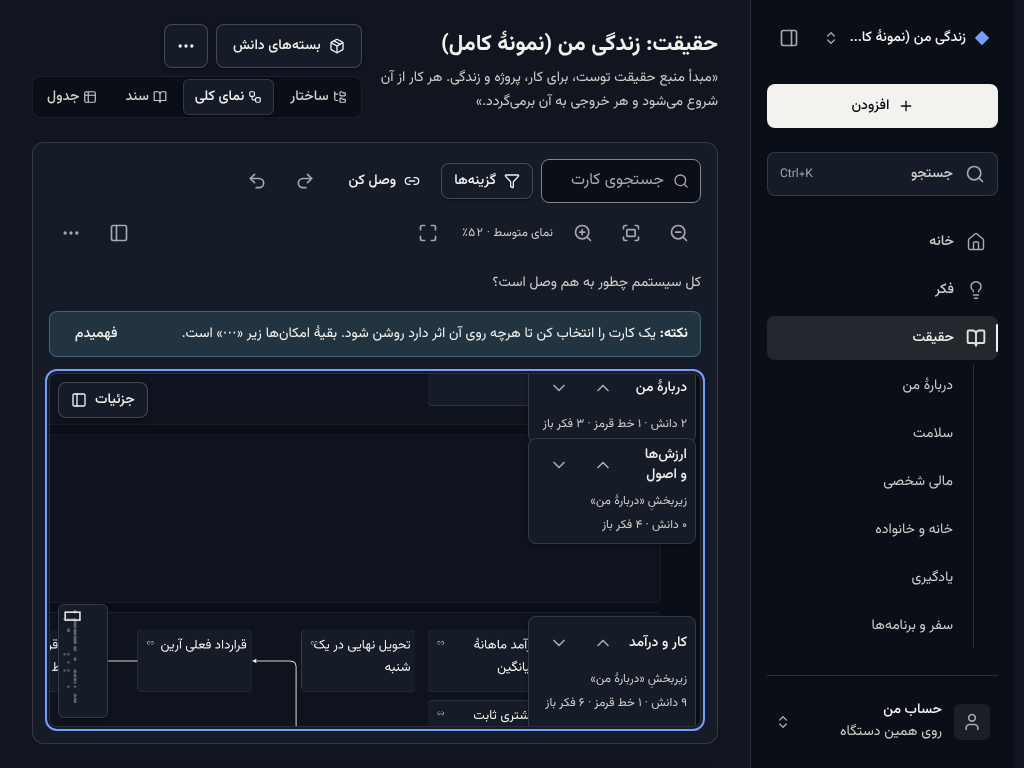 زندگی من (نمونهٔ کا...
افزودن
جستجو
Ctrl+K
خانه
فکر
حقیقت
دربارهٔ من
سلامت
مالی شخصی
خانه و خانواده
یادگیری
سفر و برنامه‌ها
حساب من
روی همین دستگاه
حقیقت: زندگی من (نمونهٔ کامل)
«مبدأ منبع حقیقت توست، برای کار، پروژه و زندگی. هر کار از آن
شروع می‌شود و هر خروجی به آن برمی‌گردد.»
بسته‌های دانش
ساختار
نمای کلی
سند
جدول
جستجوی کارت
گزینه‌ها
وصل کن
نمای متوسط · ۵۲٪
کل سیستمم چطور به هم وصل است؟
نکته: یک کارت را انتخاب کن تا هرچه روی آن اثر دارد روشن شود. بقیهٔ امکان‌ها زیر «···» است.
فهمیدم
جزئیات
دربارهٔ من
۲ دانش · ۱ خط قرمز · ۳ فکر باز
ارزش‌ها
و اصول
زیربخشِ «دربارهٔ من»
۰ دانش · ۴ فکر باز
کار و درآمد
زیربخشِ «دربارهٔ من»
۹ دانش · ۱ خط قرمز · ۶ فکر باز
ماهانهٔ
تحویل نهایی در یک
شنبه
قرارداد فعلی آرین
ثابت